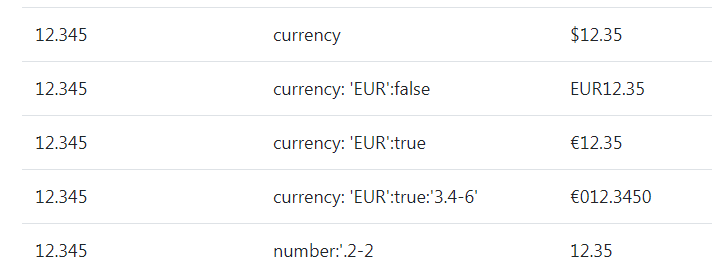 12.345 currency $12.35
12.345 currency: 'EUR':false EUR12.35
12.345 currency: 'EUR':true €12.35
12.345 currency: 'EUR':true:'3.4-6' €012.3450
12.345 number:'.2-2 12.35